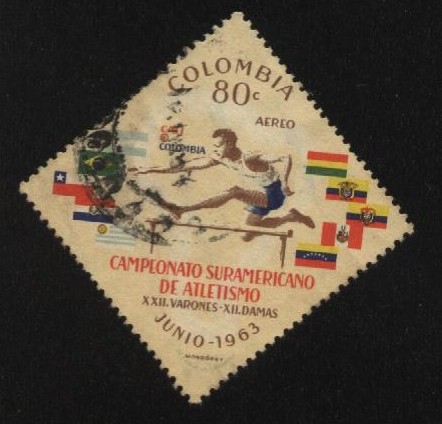 COLOMBIA
80c
AEREO
COLOMBIA
CAMPEONATO SURAMERICANO
DE ATLETISMO
XXII.VARONES-XII.DAMAS
JUNIO-1963